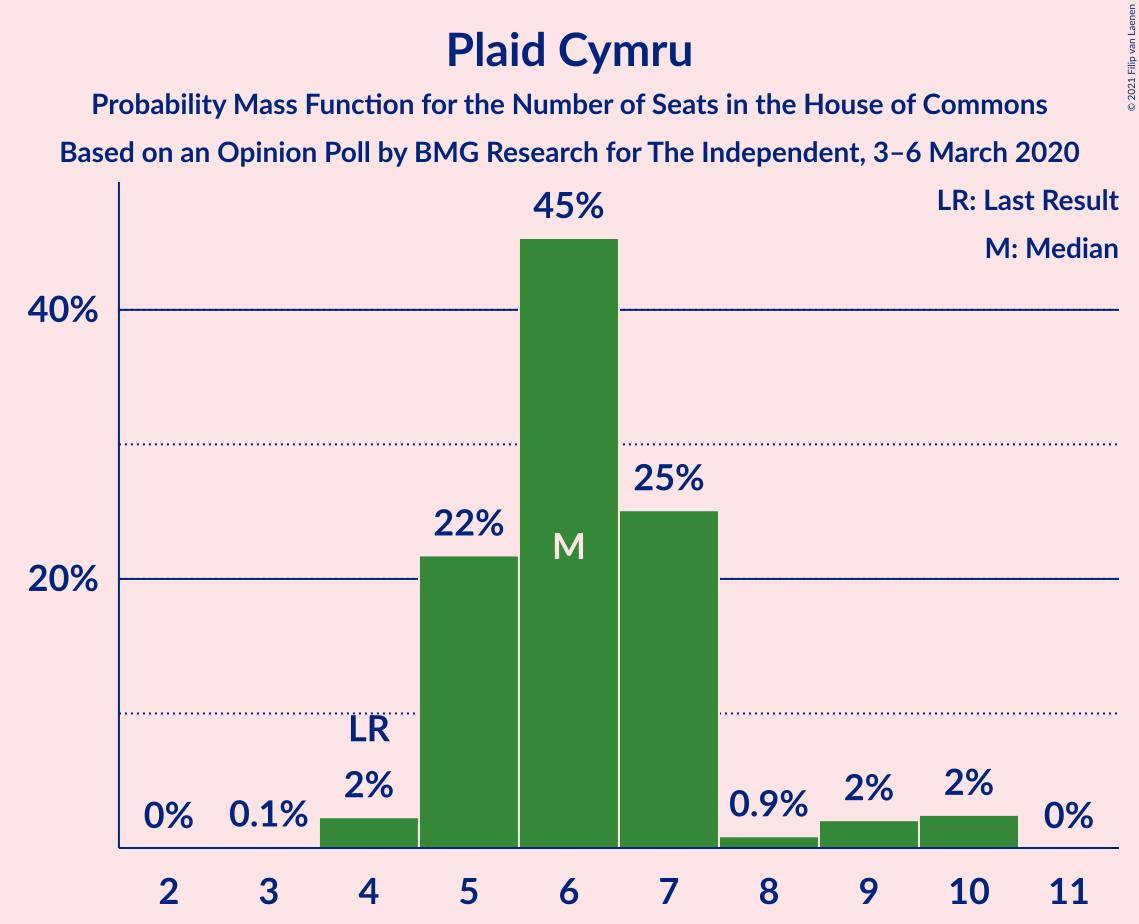 Plaid Cymru
Probability Mass Function for the Number of Seats in the House of Commons
Based on an Opinion Poll by BMG Research for The Independent, 3–6 March 2020
© 2021 Filip van Laenen
LR: Last Result
M: Median
40%
20%
0%
0.1%
LR
2%
22%
45%
M
25%
0.9%
2%
2%
0%
2 3 4 5 6 7 8 9 10 11